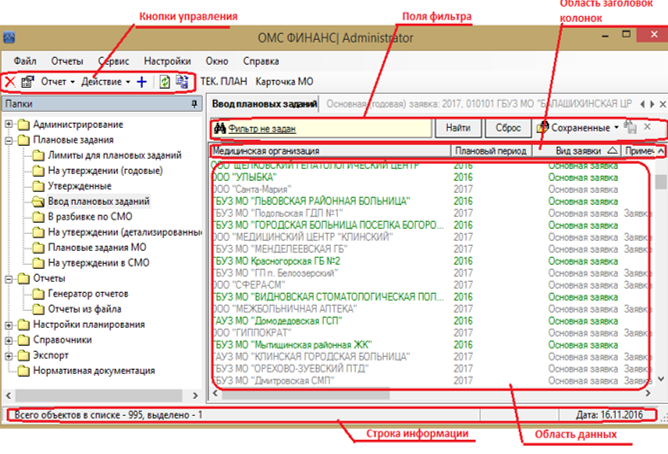 Кнопки управления
Поля фильтра
Область заголовок
колонок
ОМС ФИНАНС| Administrator
Файл Отчеты Сервис Настройки Окно Справка
Отчет Действие ТЕК. ПЛАН Карточка МО
Папки
Администрирование
Плановые задания
Лимиты для плановых заданий
На утверждении (годовые)
Утвержденные
Ввод плановых заданий
В разбивке по СМО
На утверждении (детализированные
Плановые задания МО
На утверждении в СМО
Отчеты
Генератор отчетов
Отчеты из файла
Настройки планирования
Справочники
Экспорт
Нормативная документация
Ввод плановых заданий Основная (годовая) заявка: 2017, 010101 ГБУЗ МО "БАЛАШИХИНСКАЯ ЦР
Фильтр не задан Найти Сброс Сохраненные
Медицинская организация Плановый период Вид заявки Примеч
ООО ЩЕЛКОВСКИЙ ГЕПАТОЛОГИЧЕСКИЙ ЦЕНТР 2016 Основная заявка
ООО "УЛЫБКА" 2016 Основная заявка
ООО "Санта-Мария" 2017 Основная заявка
ГБУЗ МО "ЛЬВОВСКАЯ РАЙОННАЯ БОЛЬНИЦА" 2016 Основная заявка
ГБУЗ МО "Подольская ГДП №1" 2017 Основная заявка Заявка
ГБУЗ МО "ГОРОДСКАЯ БОЛЬНИЦА ПОСЕЛКА БОГОРО... 2016 Основная заявка
ООО "МЕДИЦИНСКИЙ ЦЕНТР "КЛИНСКИЙ" 2017 Основная заявка Заявка
ГБУЗ МО "МЕНДЕЛЕЕВСКАЯ ГБ" 2017 Основная заявка Заявка
ГБУЗ МО Красногорская ГБ №2 2016 Основная заявка
ГБУЗ МО "ГП п. Белоозерский" 2017 Основная заявка Заявка
ООО "СФЕРА-СМ" 2017 Основная заявка Заявка
ГБУЗ МО "ВИДНОВСКАЯ СТОМАТОЛОГИЧЕСКАЯ ПОЛ... 2016 Основная заявка
ООО "МЕЖБОЛЬНИЧНАЯ АПТЕКА" 2017 Основная заявка Заявка
ГАУЗ МО "Домодедовская ГСП" 2016 Основная заявка
ООО "ГИППОКРАТ" 2017 Основная заявка Заявка
ГБУЗ МО "Мытищинская районная ЖК" 2016 Основная заявка
ГАУЗ МО "КЛИНСКАЯ ГОРОДСКАЯ БОЛЬНИЦА" 2017 Основная заявка Заявка
ГБУЗ МО "ОРЕХОВО-ЗУЕВСКИЙ ПТД" 2017 Основная заявка Заявка
ГБУЗ МО "Дмитровская СМП" 2017 Основная заявка Заявка
Всего объектов в списке - 995, выделено - 1 Дата: 16.11.2016
Строка информации
Область данных